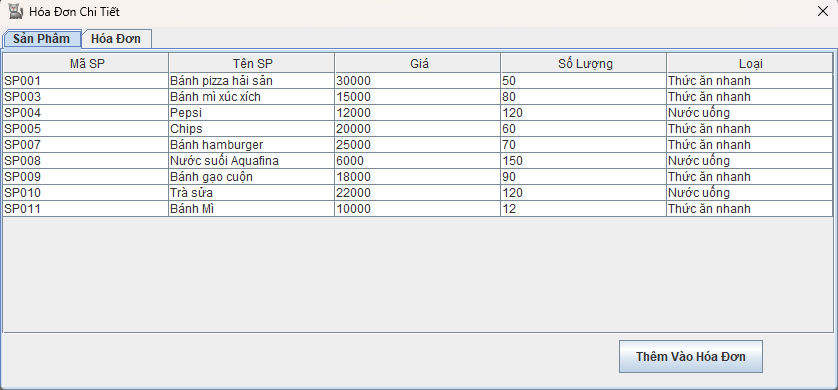 Hóa Đơn Chi Tiết
Sản Phẩm Hóa Đơn
Mã SP Tên SP Giá Số Lượng Loại
SP001 Bánh pizza hải sản 30000 50 Thức ăn nhanh
SP003 Bánh mì xúc xích 15000 80 Thức ăn nhanh
SP004 Pepsi 12000 120 Nước uống
SP005 Chips 20000 60 Thức ăn nhanh
SP007 Bánh hamburger 25000 70 Thức ăn nhanh
SP008 Nước suối Aquafina 6000 150 Nước uống
SP009 Bánh gạo cuộn 18000 90 Thức ăn nhanh
SP010 Trà sữa 22000 120 Nước uống
SP011 Bánh Mì 10000 12 Thức ăn nhanh
Thêm Vào Hóa Đơn